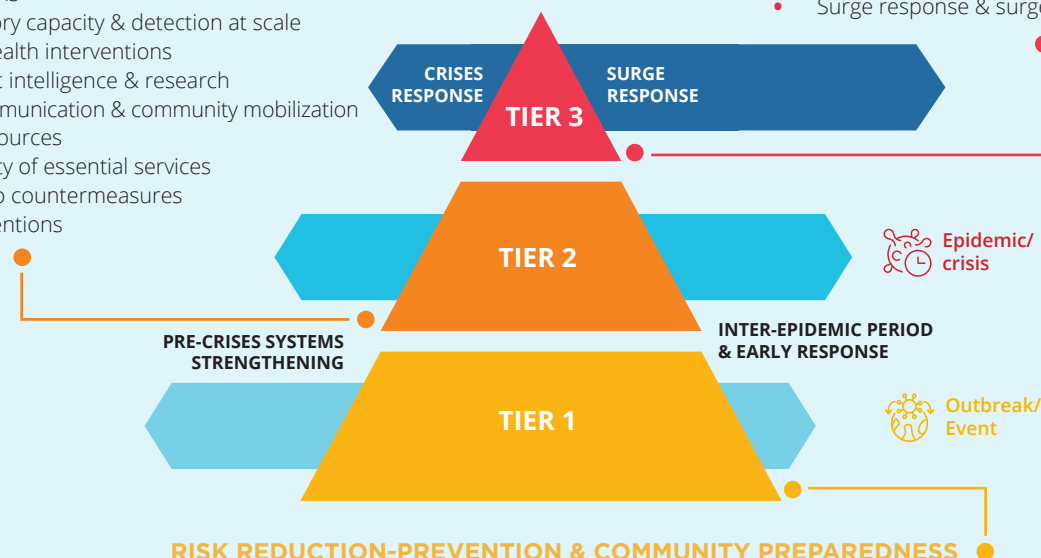 ory capacity & detection at scale
ealth interventions
c intelligence & research
mmunication & community mobilization
ources
ty of essential services
o countermeasures
entions
Surge response & surge
CRISES
RESPONSE
TIER 3
SURGE
RESPONSE
TIER 2
Epidemic/
crisis
PRE-CRISES SYSTEMS
STRENGTHENING
INTER-EPIDEMIC PERIOD
& EARLY RESPONSE
TIER 1
Outbreak/
Event
RISK REDUCTION-PREVENTION & COMMUNITY PREPAREDNESS